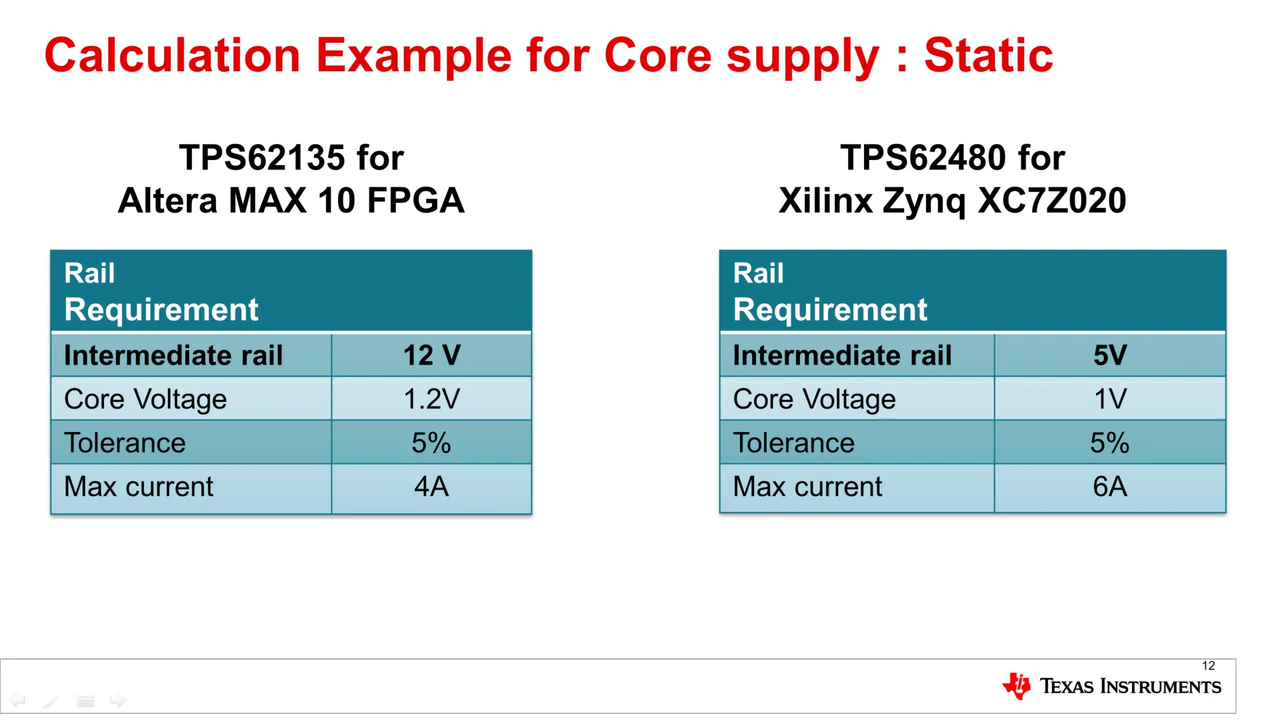 Calculation Example for Core supply : Static
TPS62135 for
Altera MAX 10 FPGA
Rail
Requirement
Intermediate rail 12 V
Core Voltage 1.2V
Tolerance 5%
Max current 4A
TPS62480 for
Xilinx Zynq XC7Z020
Rail
Requirement
Intermediate rail 5V
Core Voltage 1V
Tolerance 5%
Max current 6A
12
TEXAS INSTRUMENTS